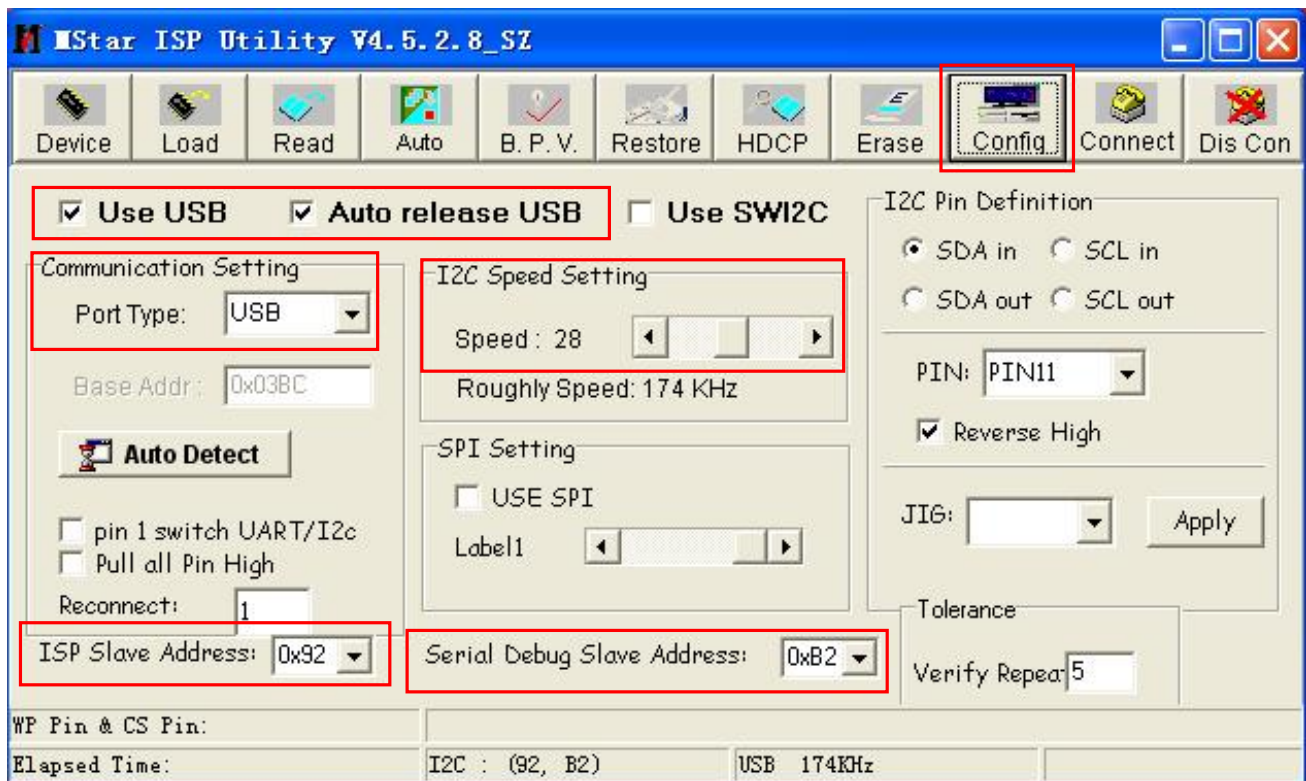 MStar ISP Utility V4.5.2.8_SZ
Device Load Read Auto B.P.V. Restore HDCP Erase Config Connect Dis Con
Use USB Auto release USB Use SWI2C
Communication Setting
Port Type: USB
Base Addr: 0x03BC
Auto Detect
pin 1 switch UART/I2c
Pull all Pin High
Reconnect: 1
ISP Slave Address: 0x92
I2C Speed Setting
Speed: 28
Roughly Speed: 174 KHz
SPI Setting
USE SPI
Label1
Serial Debug Slave Address: 0xB2
I2C Pin Definition
SDA in SCL in
SDA out SCL out
PIN: PIN11
Reverse High
JIG: Apply
Tolerance
Verify Repeat 5
WP Pin & CS Pin:
Elapsed Time: I2C : (92, B2) USB 174KHz